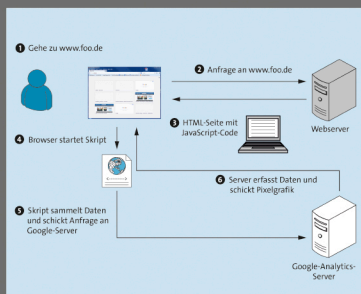 ❶ Gehe zu www.foo.de
❷ Anfrage an www.foo.de
❸ HTML-Seite mit
JavaScript-Code
Webserver
❹ Browser startet Skript
❻ Server erfasst Daten und
schickt Pixelgrafik
❺ Skript sammelt Daten
und schickt Anfrage an
Google-Server
Google-Analytics-
Server